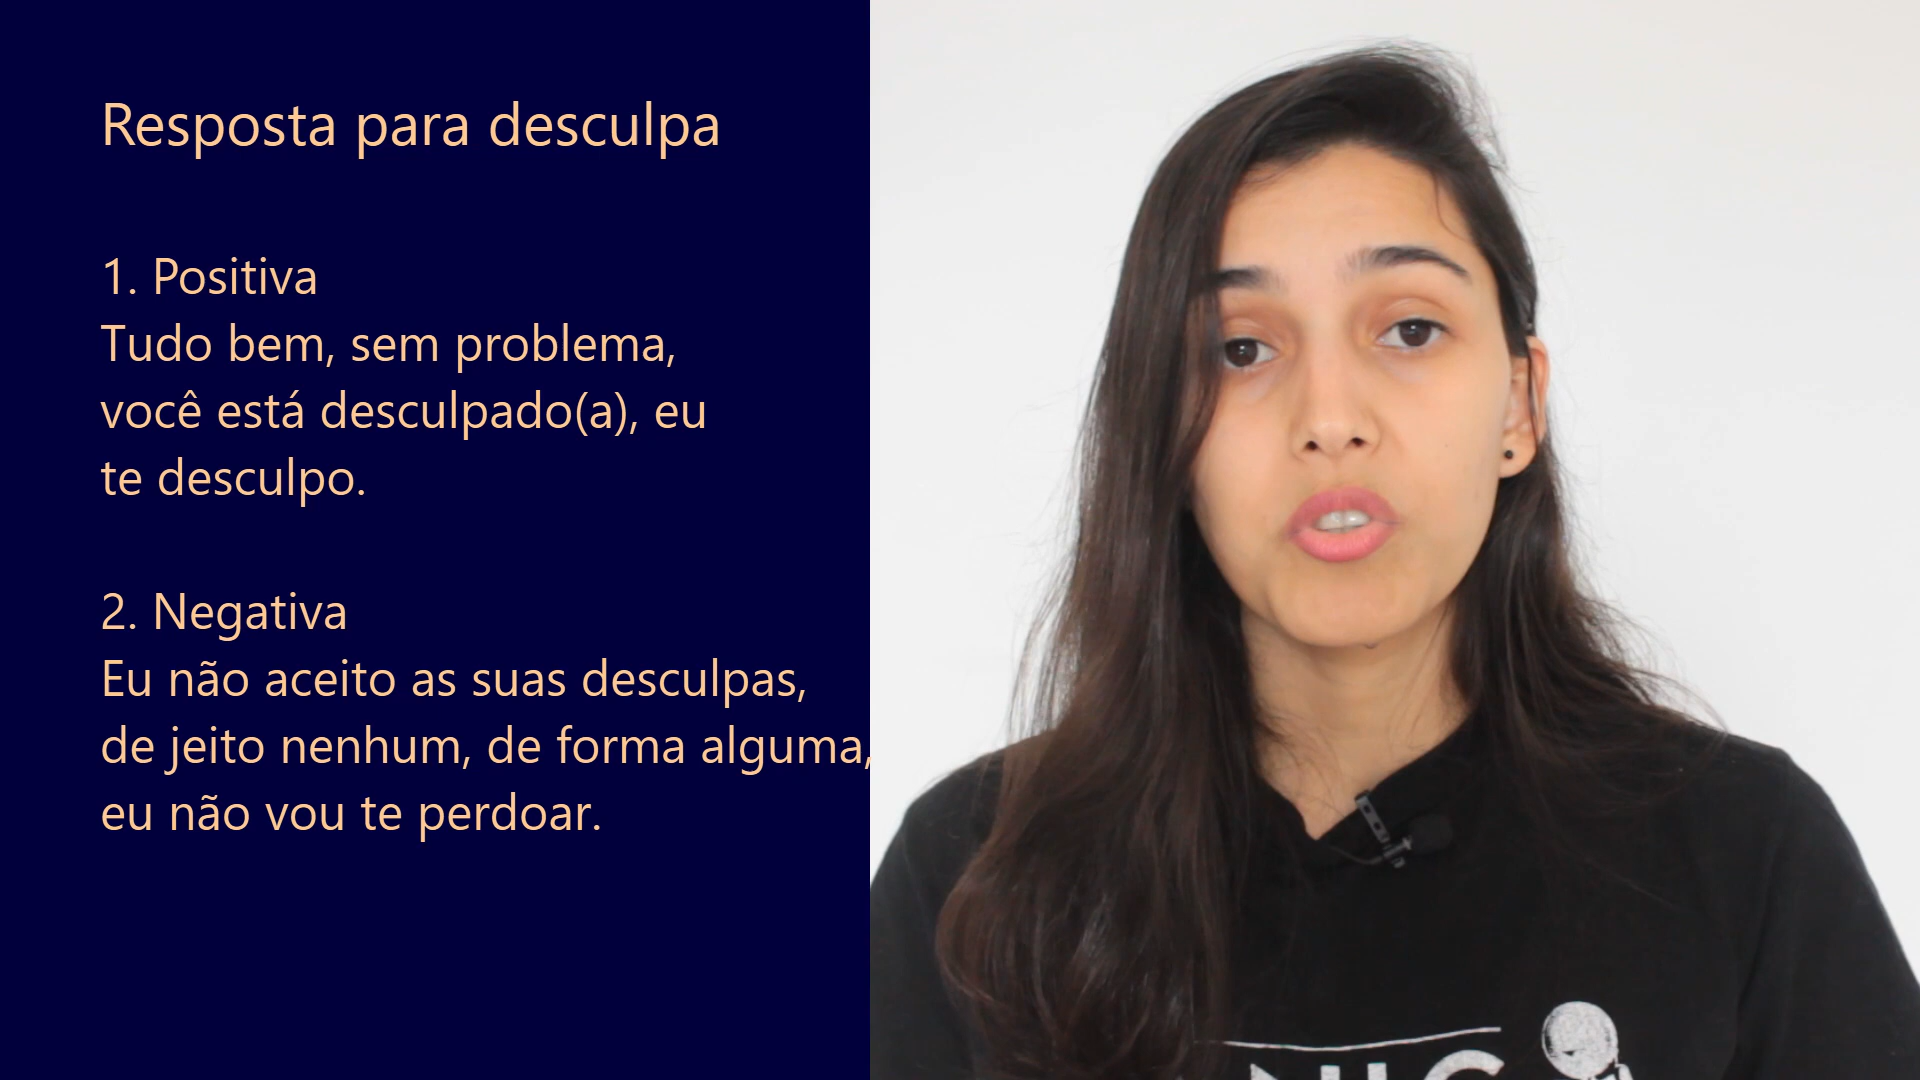 Resposta para desculpa
1. Positiva
Tudo bem, sem problema,
você está desculpado(a), eu
te desculpo.
2. Negativa
Eu não aceito as suas desculpas,
de jeito nenhum, de forma alguma,
eu não vou te perdoar.